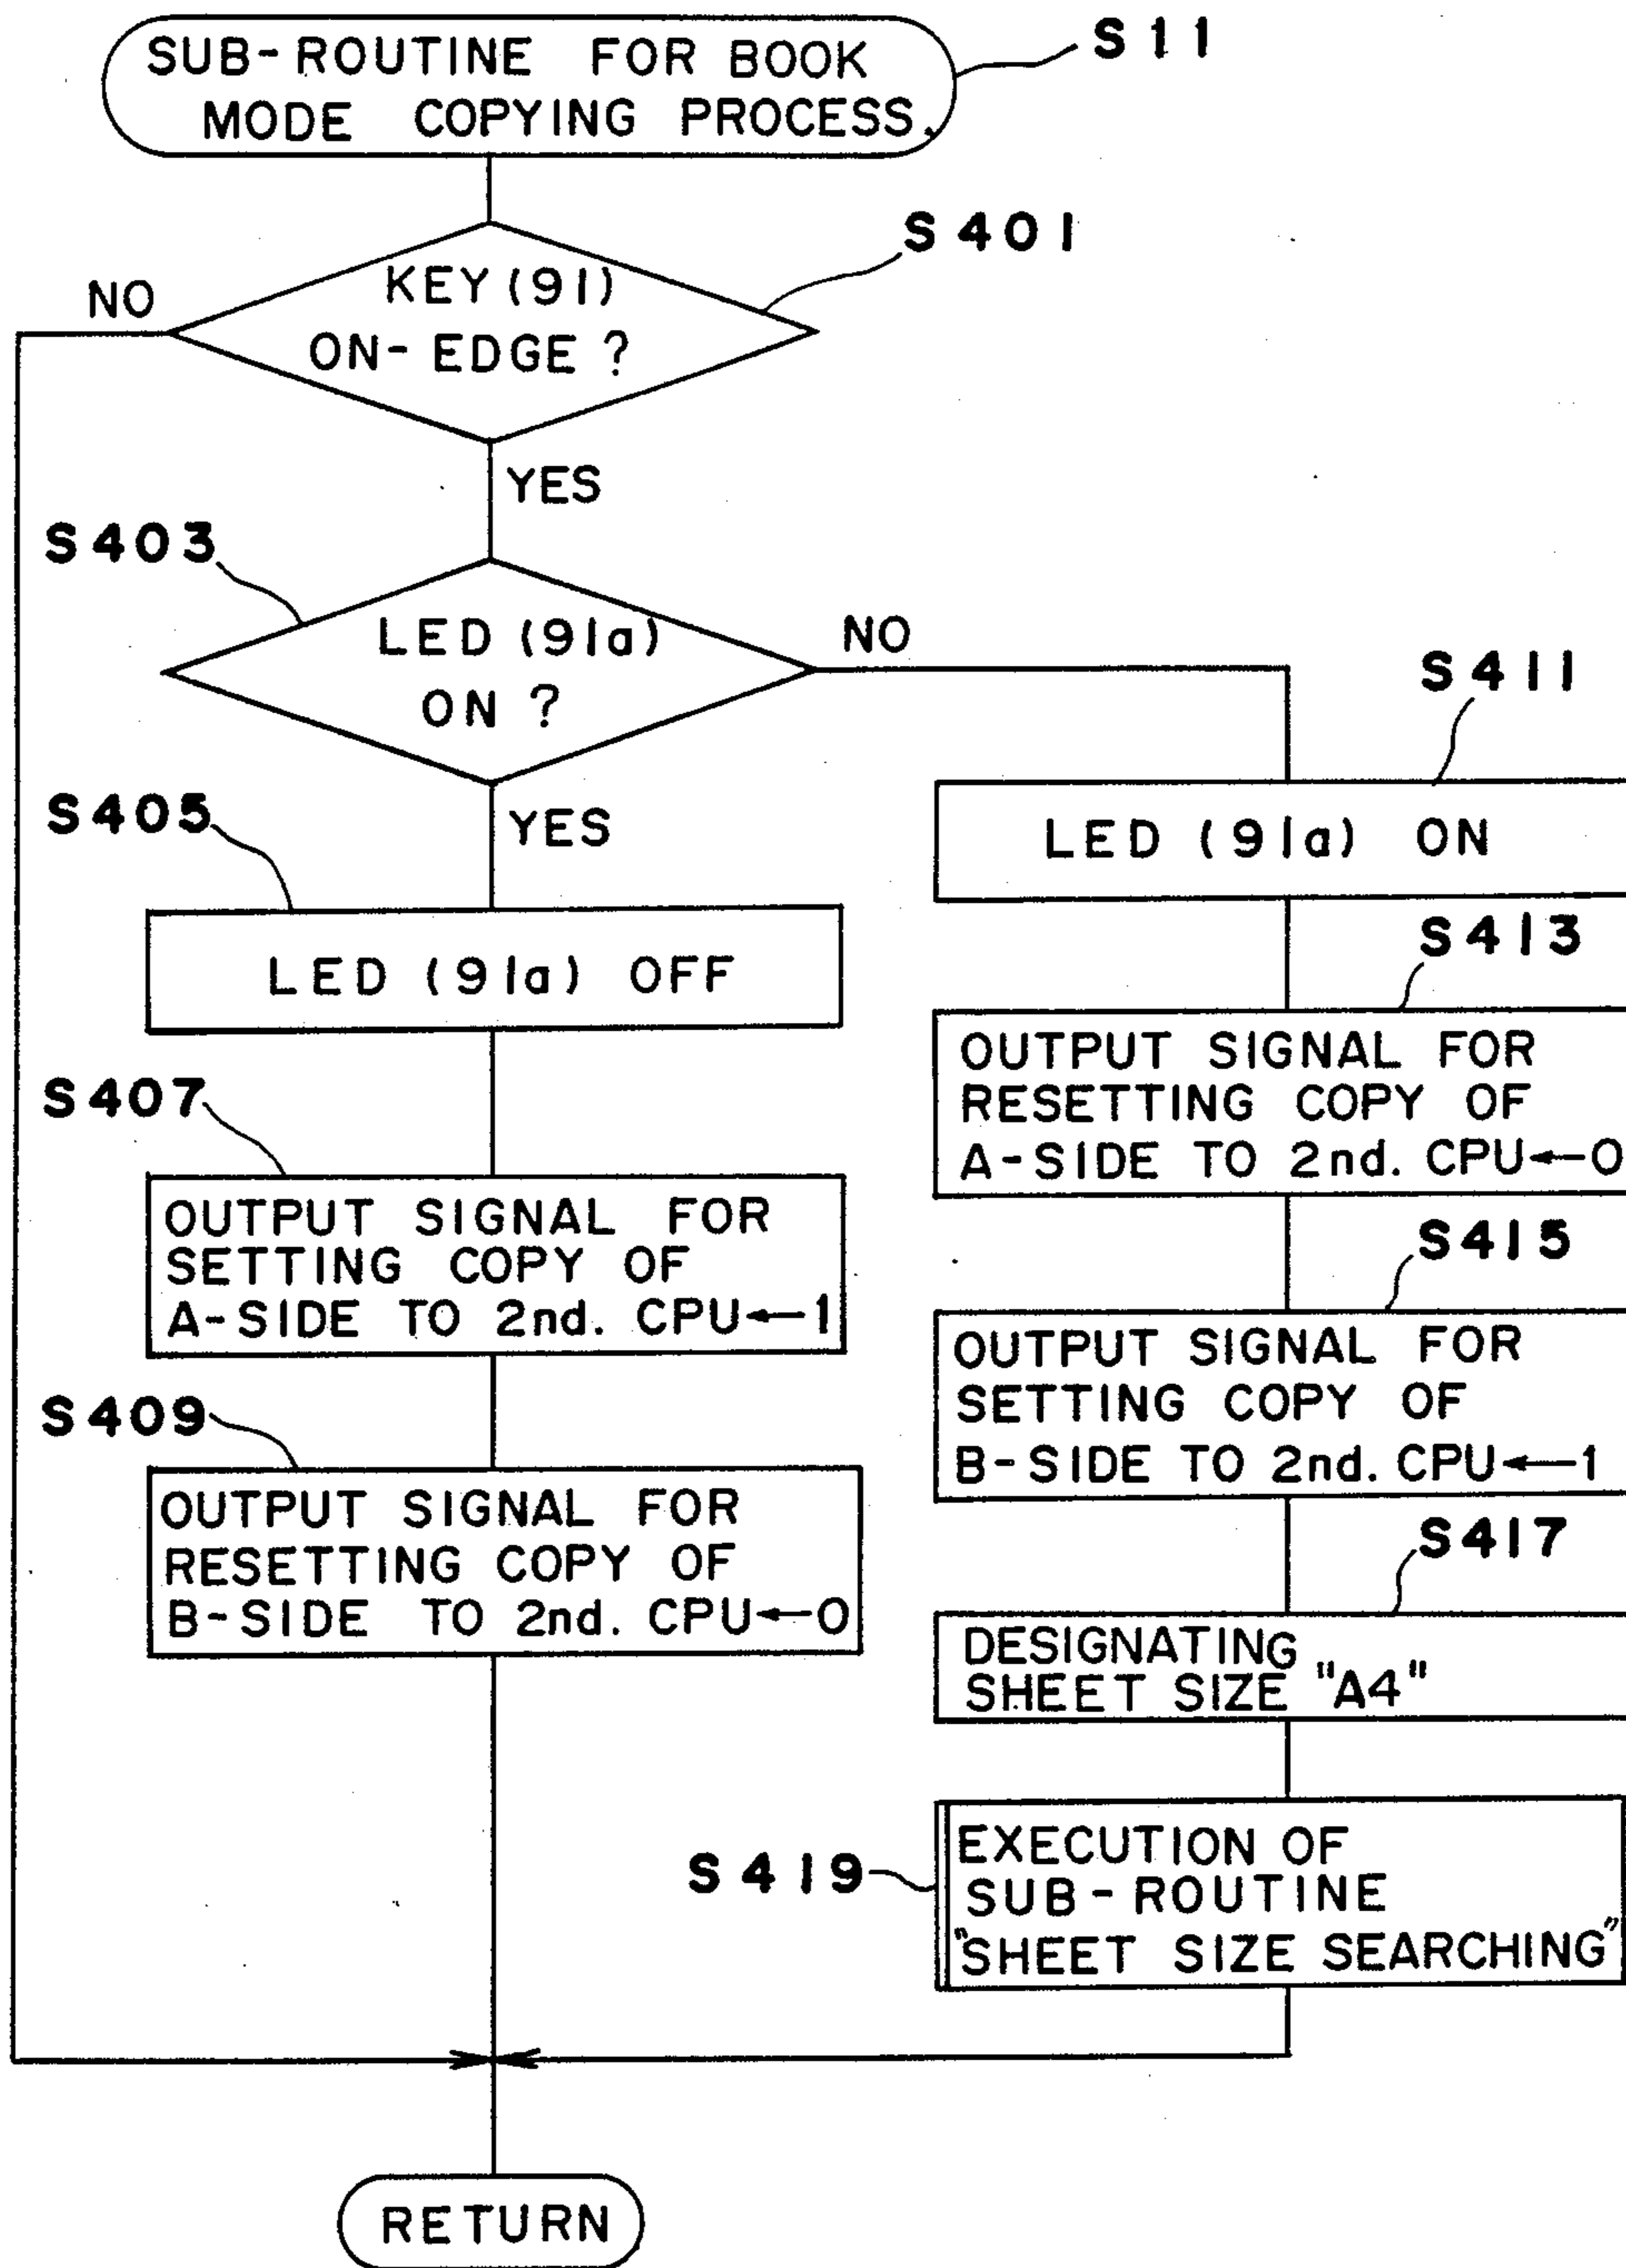 SUB-ROUTINE FOR BOOK
MODE COPYING PROCESS.
S11
S401
KEY (91)
ON-EDGE ?
NO
YES
S403
LED (91a)
ON ?
NO
YES
S405
LED (91a) OFF
S407
OUTPUT SIGNAL FOR
SETTING COPY OF
A-SIDE TO 2nd. CPU←1
S409
OUTPUT SIGNAL FOR
RESETTING COPY OF
B-SIDE TO 2nd. CPU←0
S411
LED (91a) ON
S413
OUTPUT SIGNAL FOR
RESETTING COPY OF
A-SIDE TO 2nd. CPU←0
S415
OUTPUT SIGNAL FOR
SETTING COPY OF
B-SIDE TO 2nd. CPU←1
S417
DESIGNATING
SHEET SIZE "A4"
S419
EXECUTION OF
SUB-ROUTINE
"SHEET SIZE SEARCHING"
RETURN